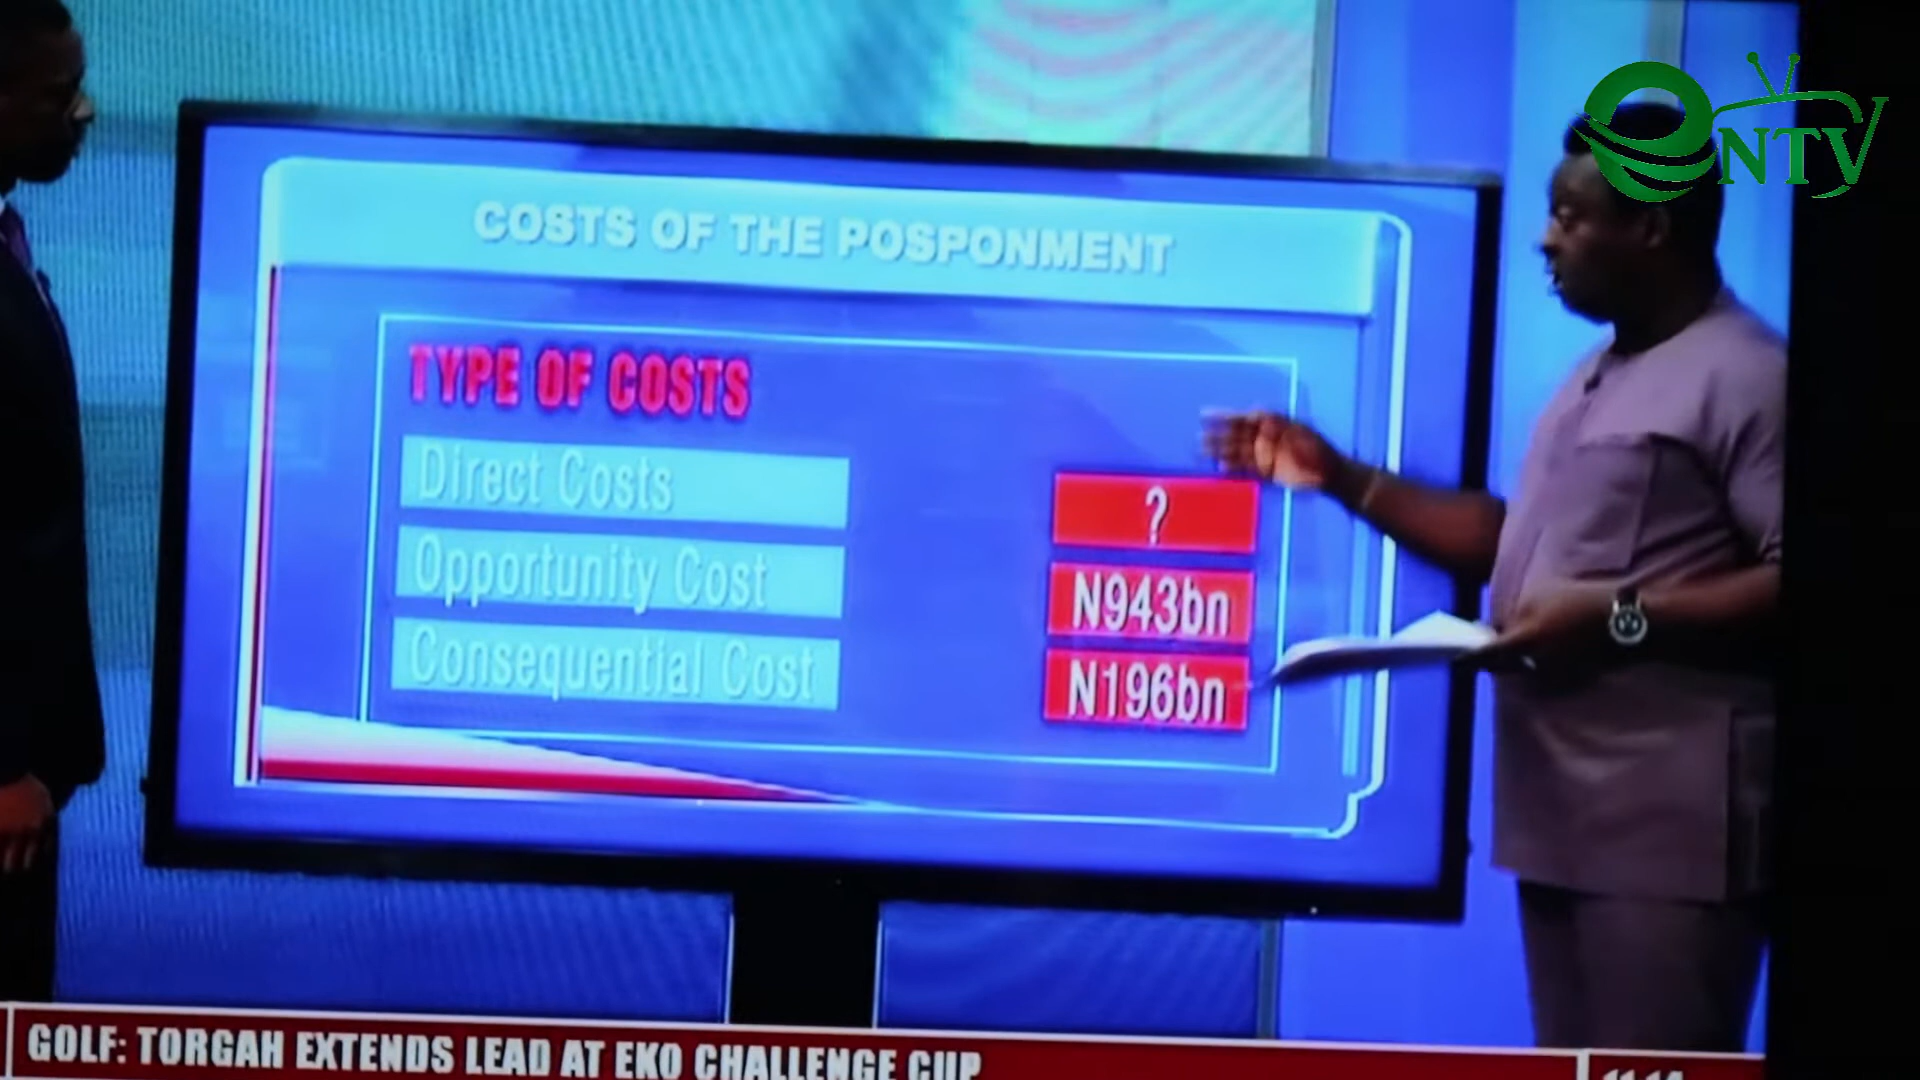 eNTV
COSTS OF THE POSPONMENT
TYPE OF COSTS
Direct Costs
?
Opportunity Cost
N943bn
Consequential Cost
N196bn
GOLF: TORGAH EXTENDS LEAD AT EKO CHALLENGE CUP